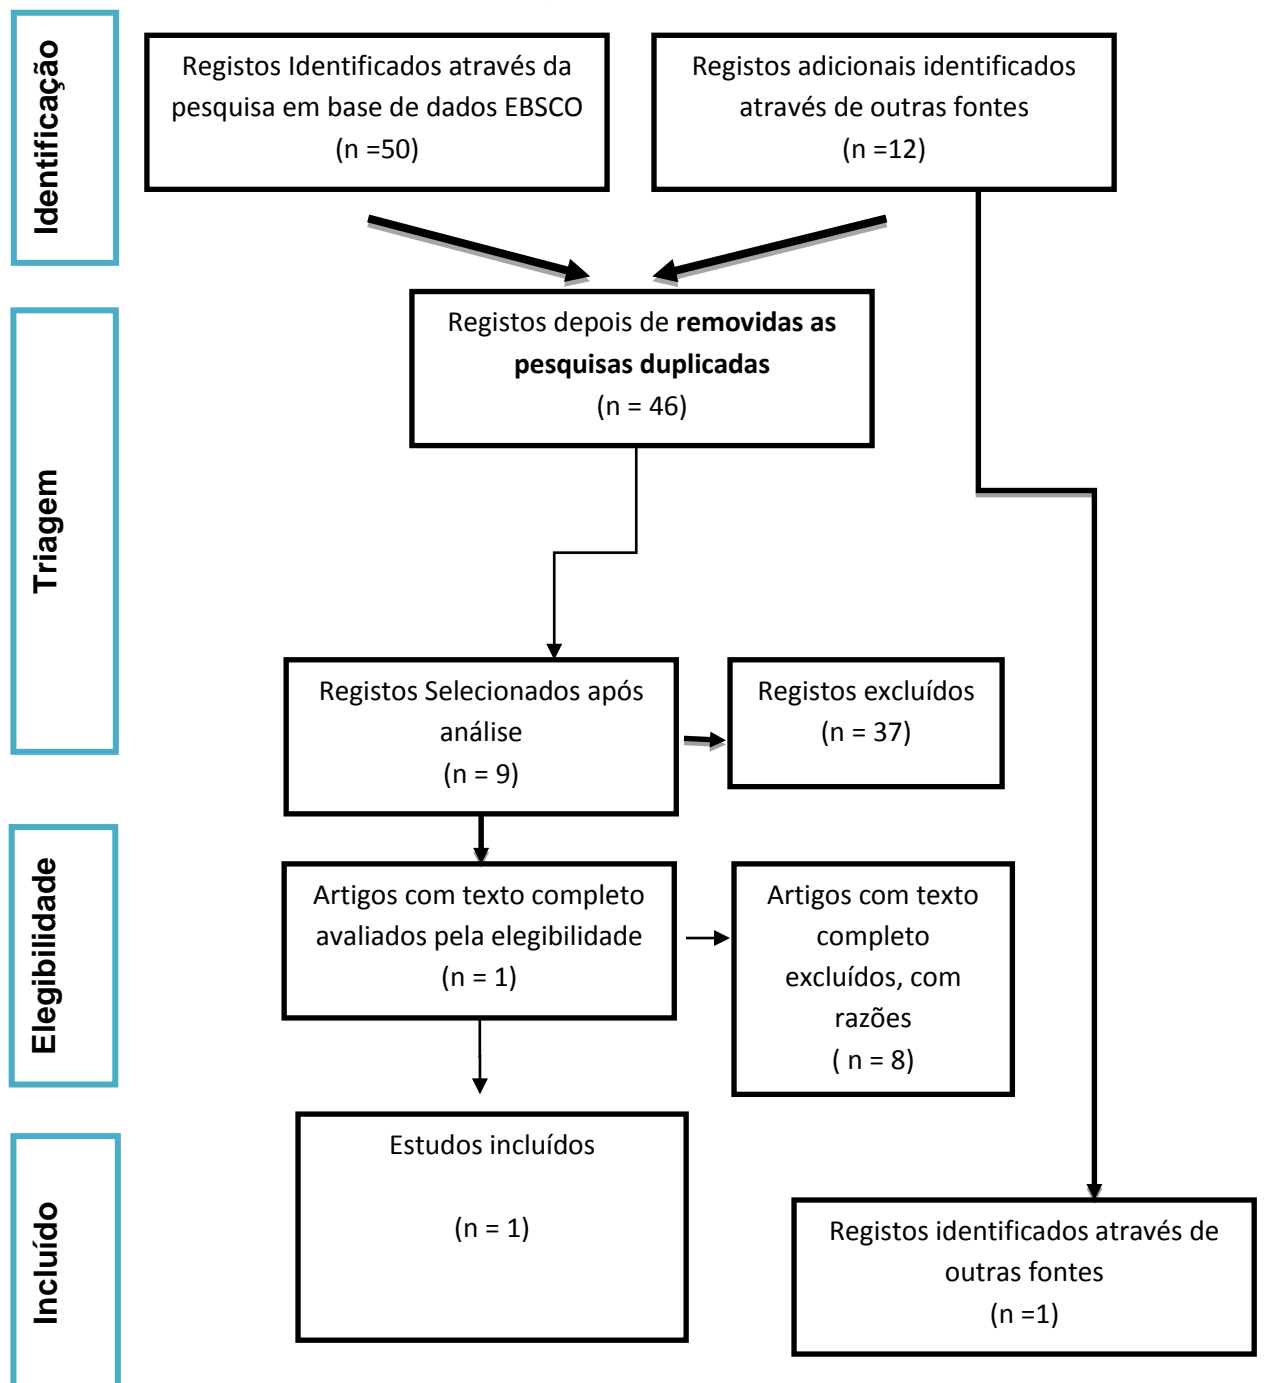 Identificação
Registos Identificados através da
pesquisa em base de dados EBSCO
(n =50)
Registos adicionais identificados
através de outras fontes
(n =12)
Triagem
Registos depois de removidas as
pesquisas duplicadas
(n = 46)
Registos Selecionados após
análise
(n = 9)
Registos excluídos
(n = 37)
Elegibilidade
Artigos com texto completo
avaliados pela elegibilidade
(n = 1)
Artigos com texto
completo
excluídos, com
razões
( n = 8)
Incluído
Estudos incluídos
(n = 1)
Registos identificados através de
outras fontes
(n =1)